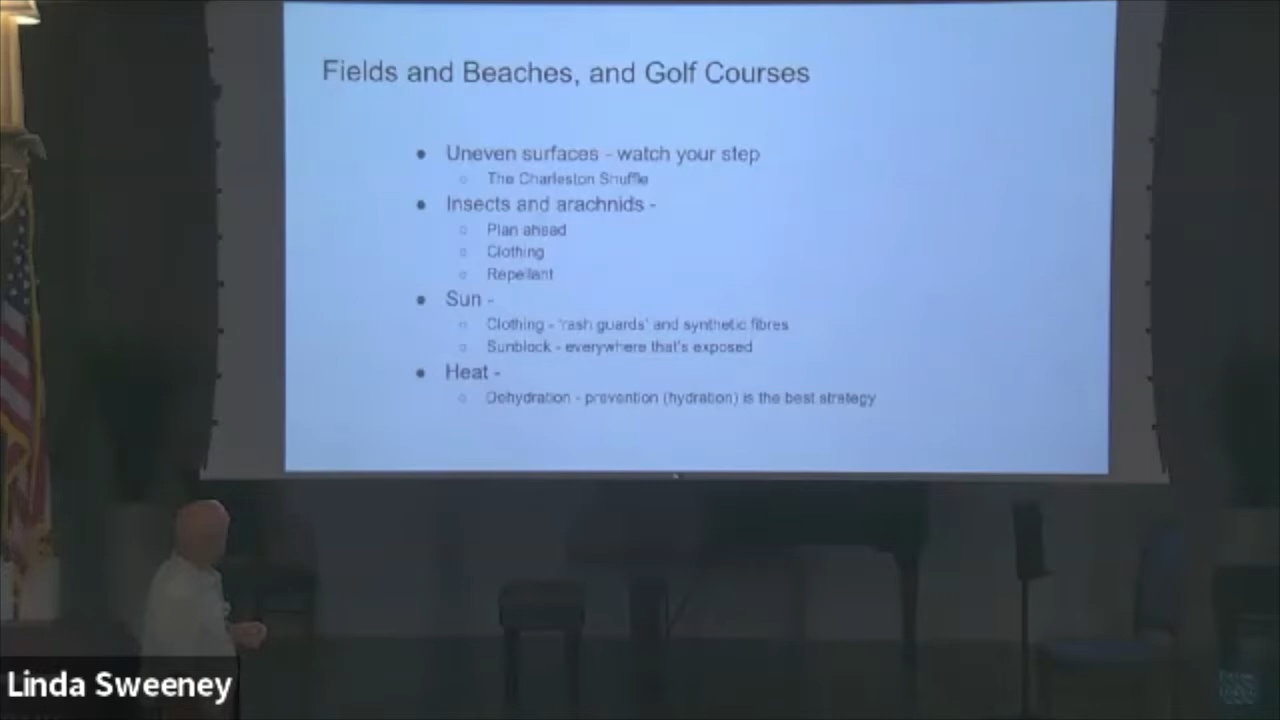 Fields and Beaches, and Golf Courses
● Uneven surfaces - watch your step
○ The Charleston Shuffle
● Insects and arachnids -
○ Plan ahead
○ Clothing
○ Repellant
● Sun -
○ Clothing - 'rash guards' and synthetic fibres
○ Sunblock - everywhere that's exposed
● Heat -
○ Dehydration - prevention (hydration) is the best strategy
Linda Sweeney